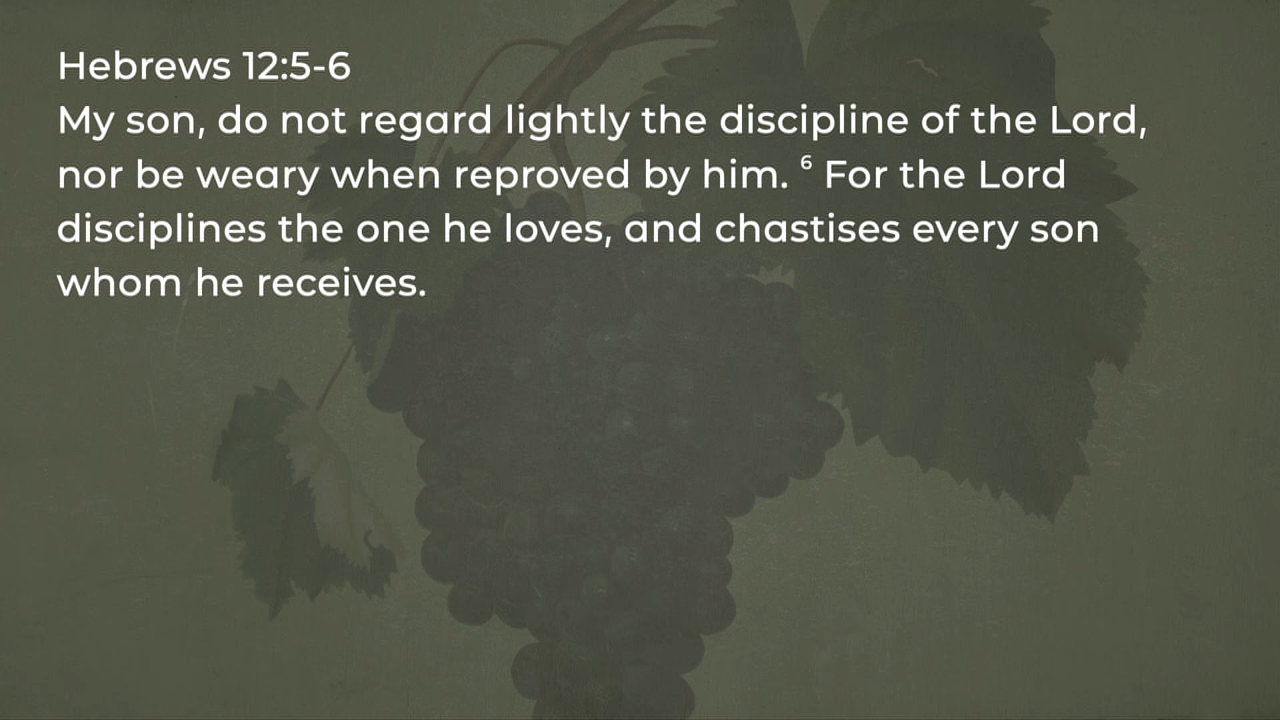 Hebrews 12:5-6
My son, do not regard lightly the discipline of the Lord,
nor be weary when reproved by him. ⁶ For the Lord
disciplines the one he loves, and chastises every son
whom he receives.